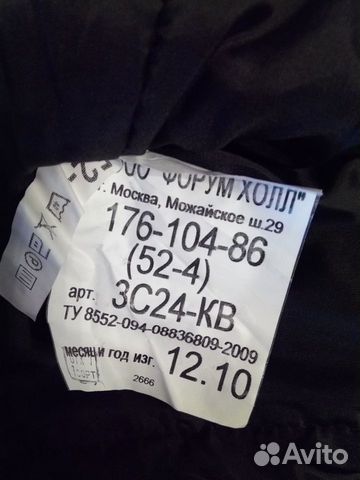 ОО "ФОРУМ ХОЛЛ"
г. Москва, Можайское ш.29
176-104-86
(52-4)
арт. 3С24-КВ
ТУ 8552-094-08836809-2009
месяц и год изг. 12.10
2666
Avito